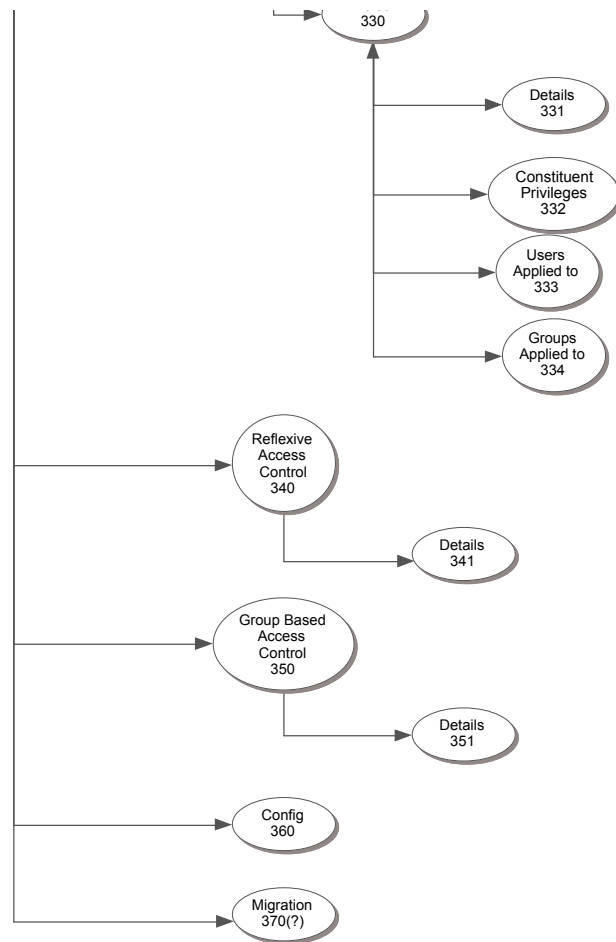 330
Details
331
Constituent
Privileges
332
Users
Applied to
333
Groups
Applied to
334
Reflexive
Access
Control
340
Details
341
Group Based
Access
Control
350
Details
351
Config
360
Migration
370(?)